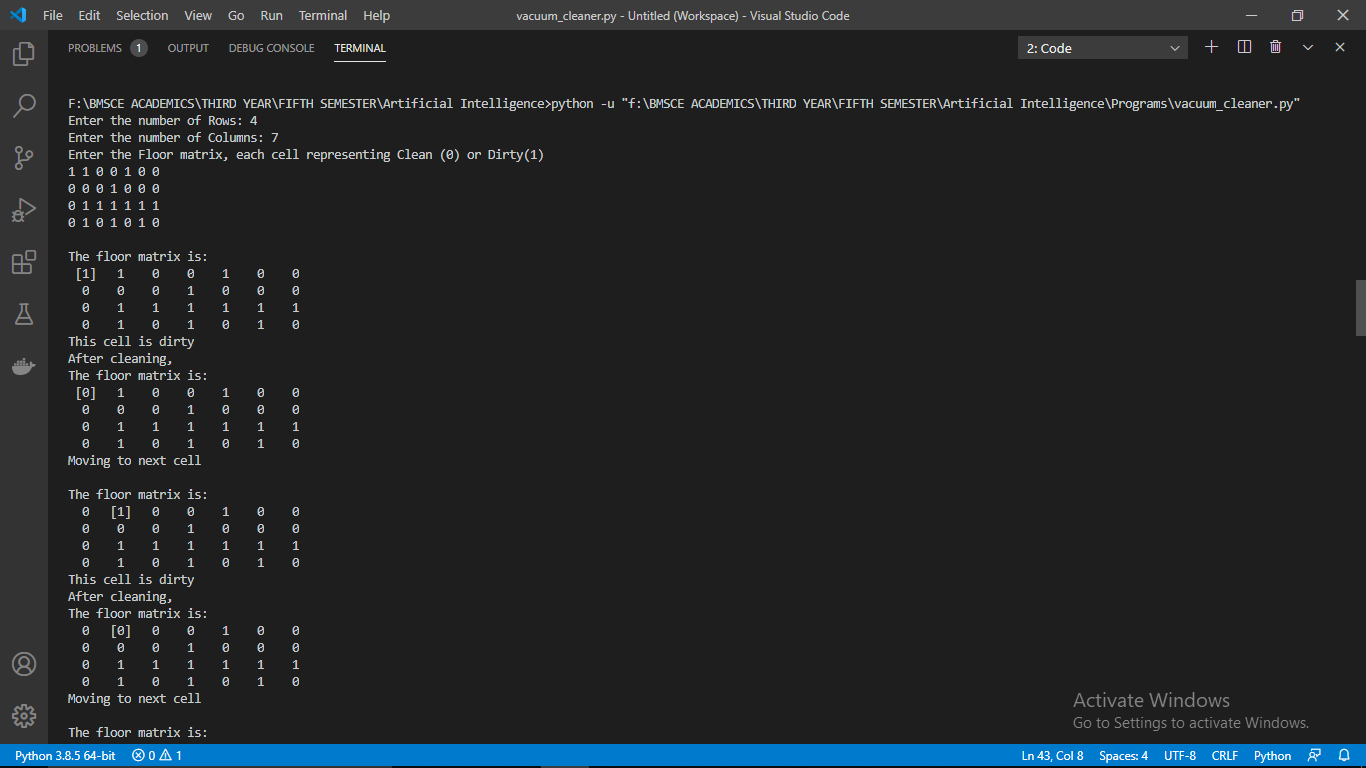 File Edit Selection View Go Run Terminal Help vacuum_cleaner.py - Untitled (Workspace) - Visual Studio Code
PROBLEMS 1 OUTPUT DEBUG CONSOLE TERMINAL 2: Code
F:\BMSCE ACADEMICS\THIRD YEAR\FIFTH SEMESTER\Artificial Intelligence>python -u "f:\BMSCE ACADEMICS\THIRD YEAR\FIFTH SEMESTER\Artificial Intelligence\Programs\vacuum_cleaner.py"
Enter the number of Rows: 4
Enter the number of Columns: 7
Enter the Floor matrix, each cell representing Clean (0) or Dirty(1)
1 1 0 0 1 0 0
0 0 0 1 0 0 0
0 1 1 1 1 1 1
0 1 0 1 0 1 0
The floor matrix is:
[1] 1 0 0 1 0 0
0 0 0 1 0 0 0
0 1 1 1 1 1 1
0 1 0 1 0 1 0
This cell is dirty
After cleaning,
The floor matrix is:
[0] 1 0 0 1 0 0
0 0 0 1 0 0 0
0 1 1 1 1 1 1
0 1 0 1 0 1 0
Moving to next cell
The floor matrix is:
0 [1] 0 0 1 0 0
0 0 0 1 0 0 0
0 1 1 1 1 1 1
0 1 0 1 0 1 0
This cell is dirty
After cleaning,
The floor matrix is:
0 [0] 0 0 1 0 0
0 0 0 1 0 0 0
0 1 1 1 1 1 1
0 1 0 1 0 1 0
Moving to next cell
The floor matrix is:
Activate Windows
Go to Settings to activate Windows.
Python 3.8.5 64-bit 0 1 Ln 43, Col 8 Spaces: 4 UTF-8 CRLF Python